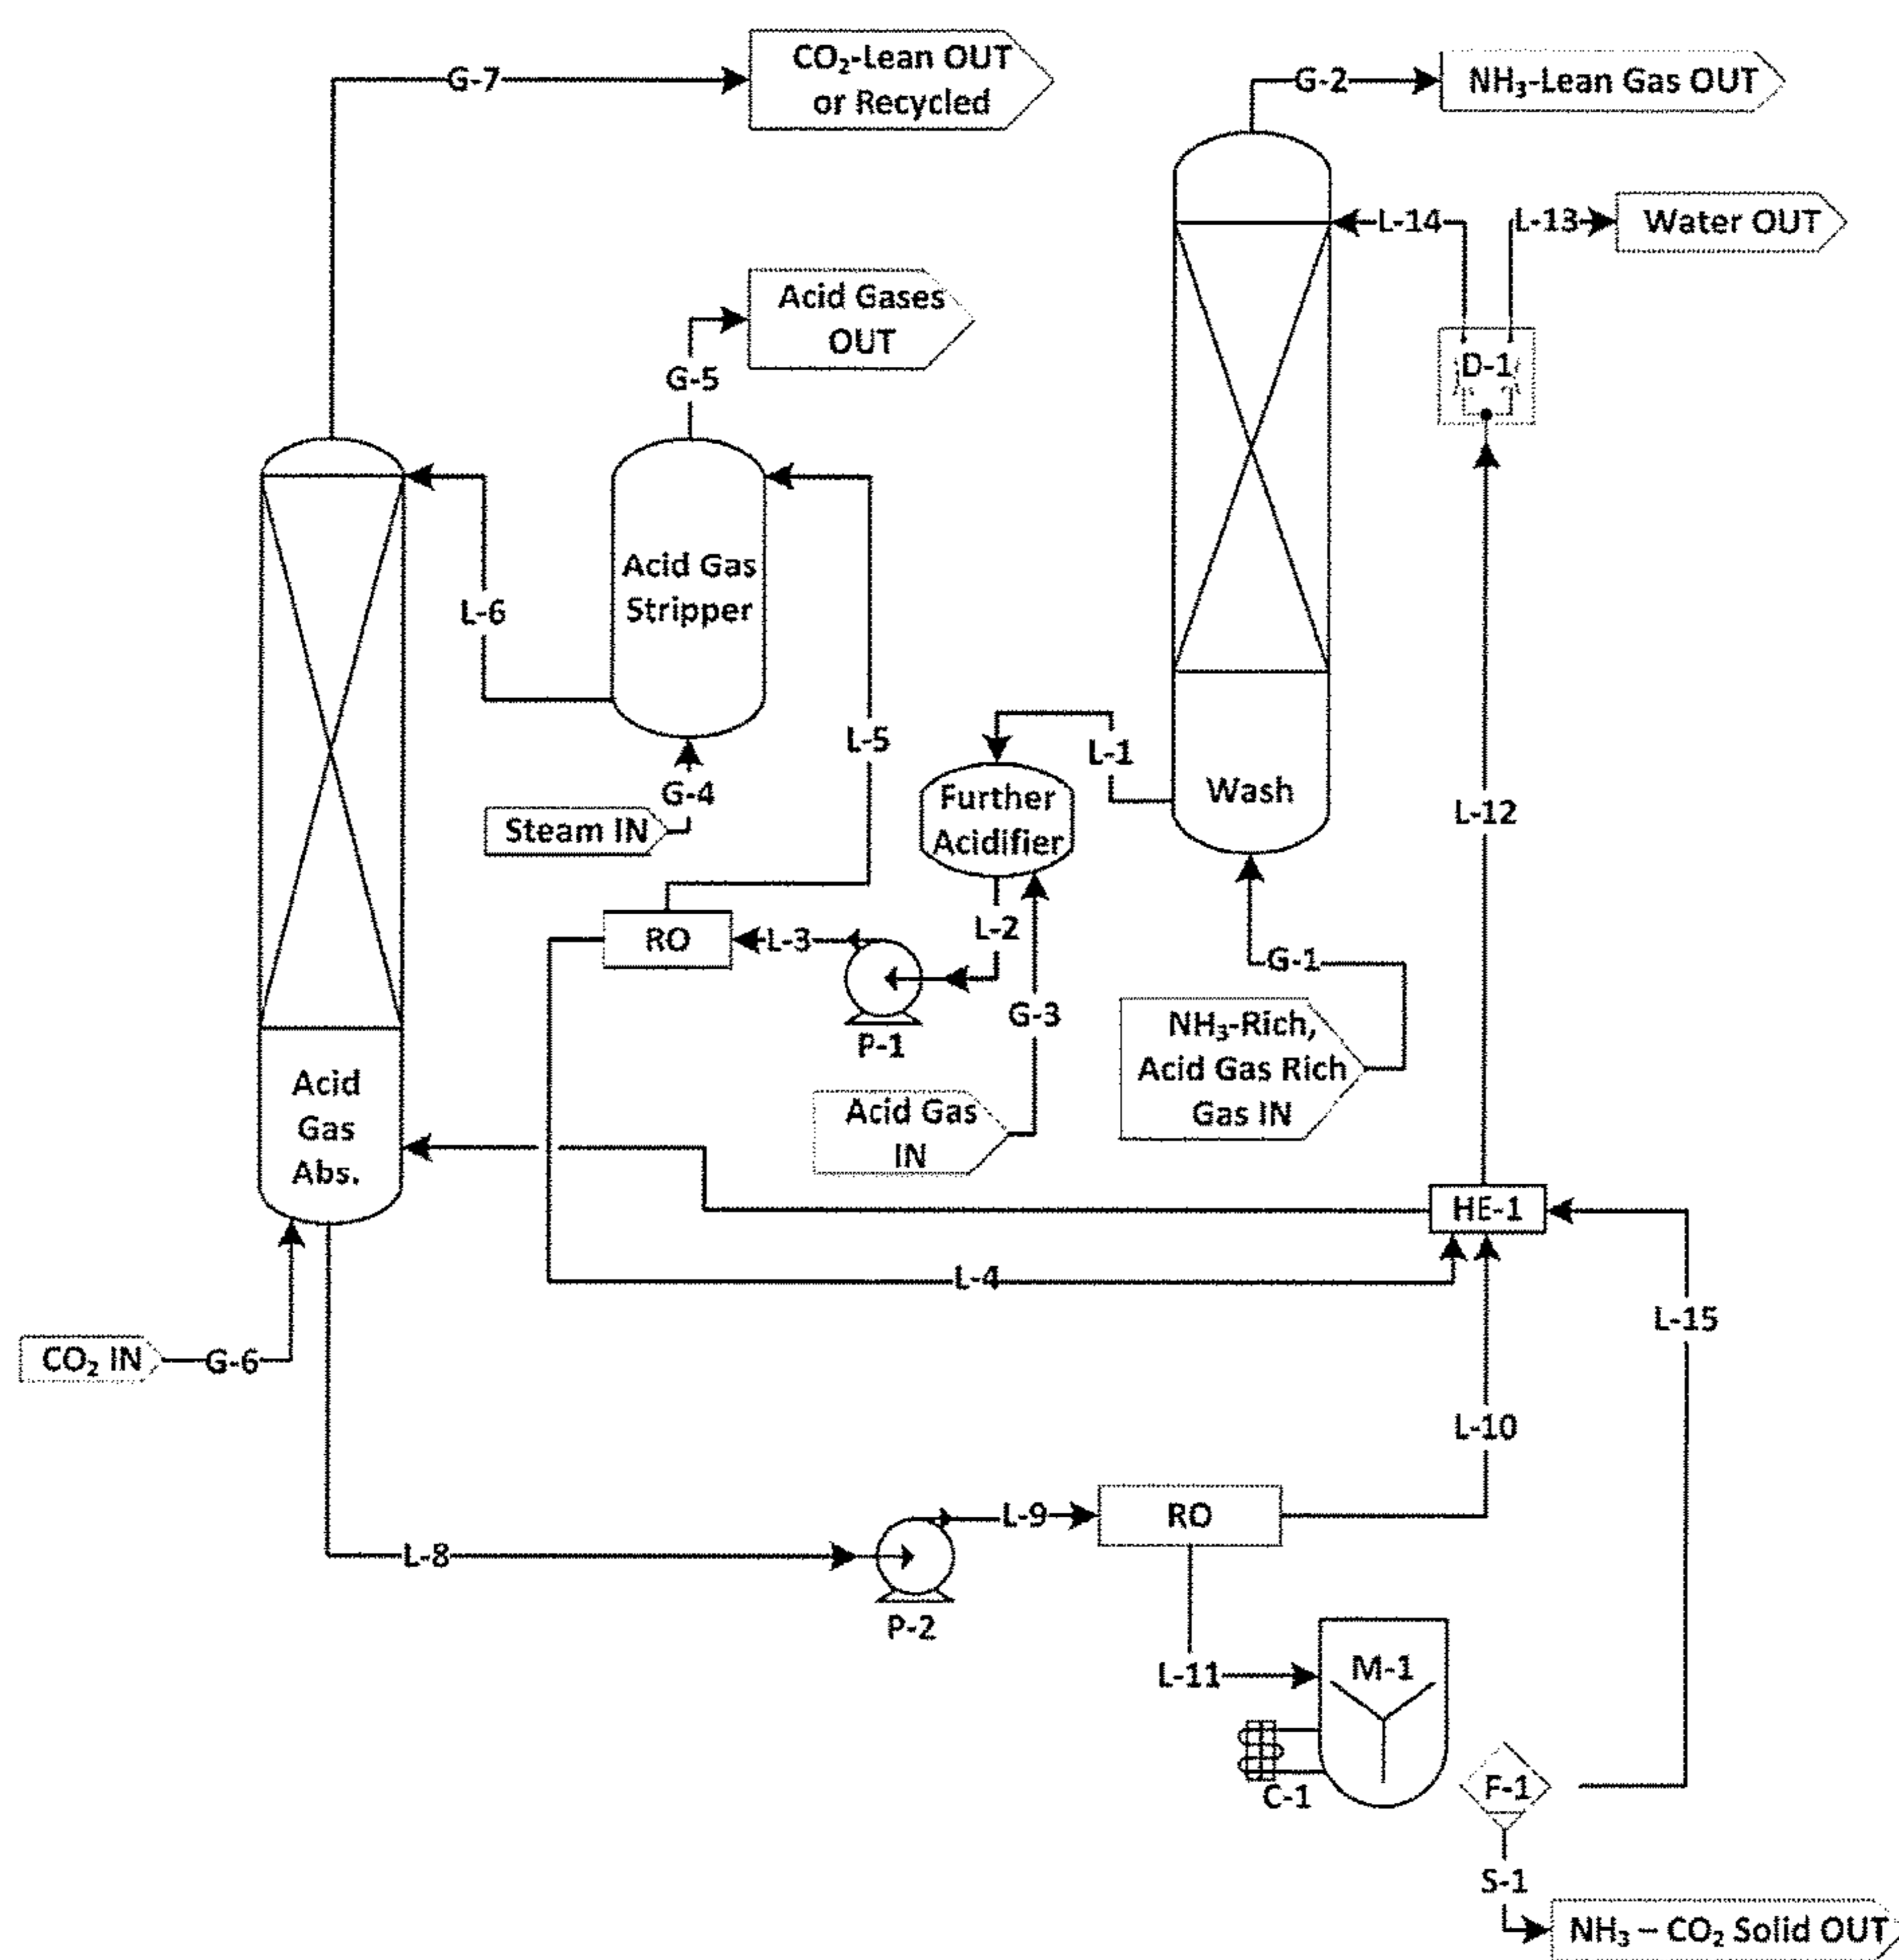 G-7
CO₂-Lean OUT
or Recycled
G-2
NH₃-Lean Gas OUT
L-14
L-13
Water OUT
Acid Gases
OUT
G-5
D-1
Acid Gas
Stripper
L-6
L-5
L-1
Wash
G-4
Steam IN
Further
Acidifier
L-12
RO
L-3
L-2
P-1
G-3
G-1
NH₃-Rich,
Acid Gas Rich
Gas IN
Acid Gas
IN
Acid
Gas
Abs.
HE-1
L-4
L-15
CO₂ IN
G-6
L-10
L-8
L-9
RO
P-2
L-11
M-1
C-1
F-1
S-1
NH₃ – CO₂ Solid OUT